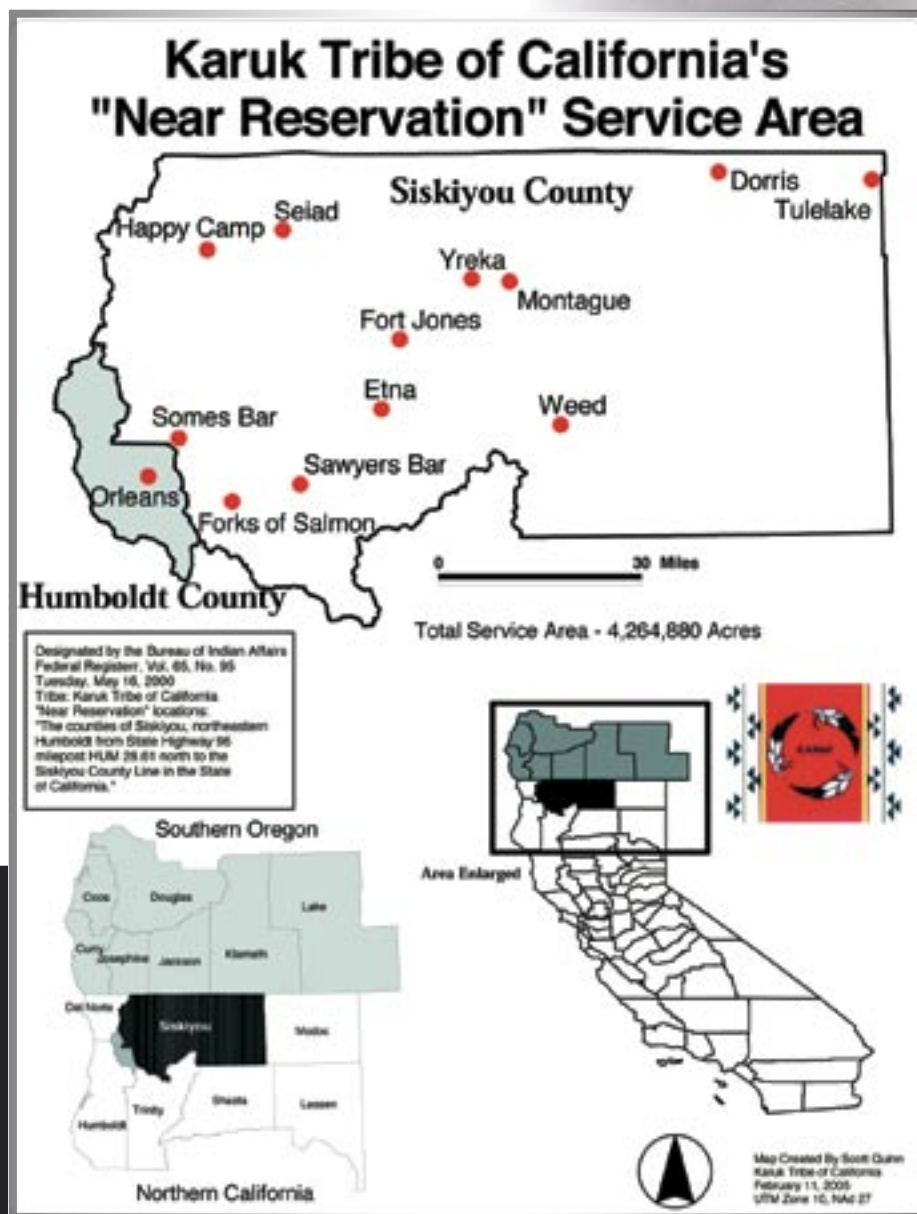 Karuk Tribe of California's
"Near Reservation" Service Area
Siskiyou County
Dorris
Tulelake
Seiad
Happy Camp
Yreka
Montague
Fort Jones
Etna
Weed
Somes Bar
Sawyers Bar
Orleans
Forks of Salmon
0 30 Miles
Humboldt County
Total Service Area - 4,264,880 Acres
Designated by the Bureau of Indian Affairs
Federal Registerr, Vol. 65, No. 95
Tuesday, May 16, 2000
Tribe: Karuk Tribe of California
"Near Reservation" locations:
"The counties of Siskiyou, northeastern
Humboldt from State Highway 96
milepost HUM 28.61 north to the
Siskiyou County Line in the State
of California."
Southern Oregon
Coos
Douglas
Lake
Curry
Josephine
Jackson
Klamath
Del Norte
Siskiyou
Modoc
Humboldt
Trinity
Shasta
Lassen
Northern California
Area Enlarged
KARUK
Map Created By Scott Quinn
Karuk Tribe of California
February 11, 2005
UTM Zone 10, NAd 27